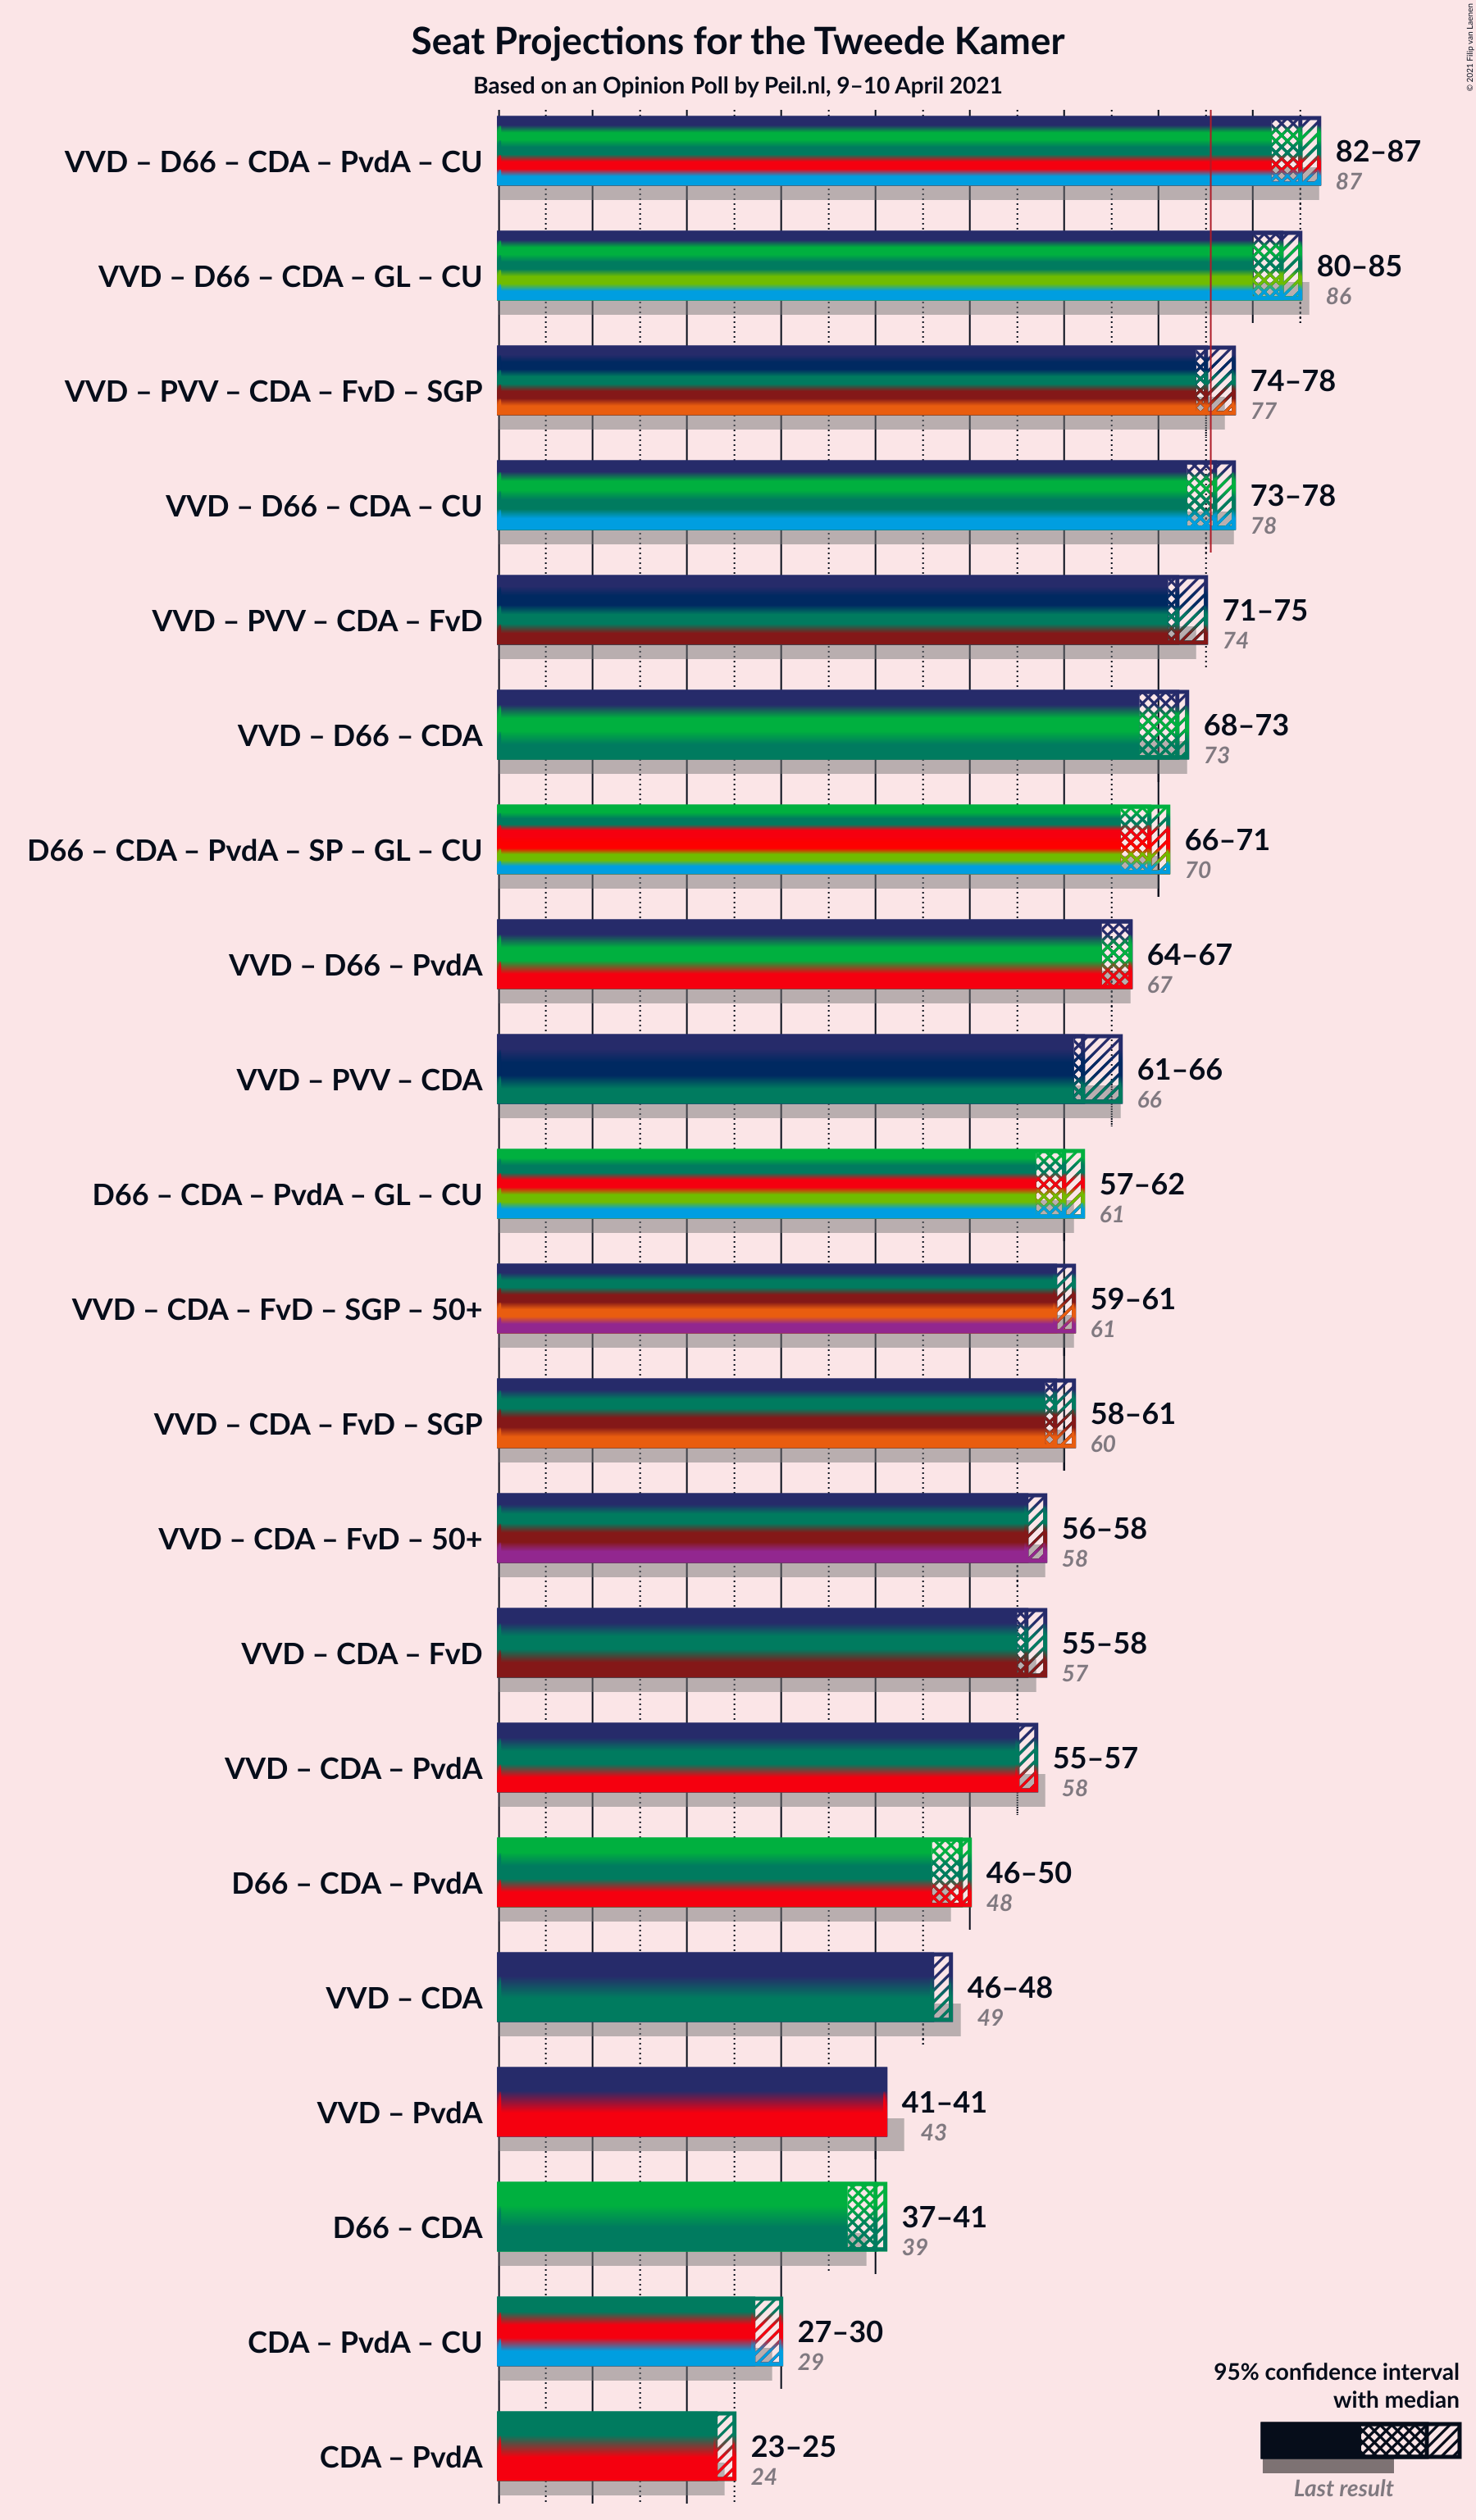 Seat Projections for the Tweede Kamer
Based on an Opinion Poll by Peil.nl, 9–10 April 2021
© 2021 Filip van Laenen
VVD – D66 – CDA – PvdA – CU
82–87
87
VVD – D66 – CDA – GL – CU
80–85
86
VVD – PVV – CDA – FvD – SGP
74–78
77
VVD – D66 – CDA – CU
73–78
78
VVD – PVV – CDA – FvD
71–75
74
VVD – D66 – CDA
68–73
73
D66 – CDA – PvdA – SP – GL – CU
66–71
70
VVD – D66 – PvdA
64–67
67
VVD – PVV – CDA
61–66
66
D66 – CDA – PvdA – GL – CU
57–62
61
VVD – CDA – FvD – SGP – 50+
59–61
61
VVD – CDA – FvD – SGP
58–61
60
VVD – CDA – FvD – 50+
56–58
58
VVD – CDA – FvD
55–58
57
VVD – CDA – PvdA
55–57
58
D66 – CDA – PvdA
46–50
48
VVD – CDA
46–48
49
VVD – PvdA
41–41
43
D66 – CDA
37–41
39
CDA – PvdA – CU
27–30
29
CDA – PvdA
23–25
24
95% confidence interval
with median
Last result